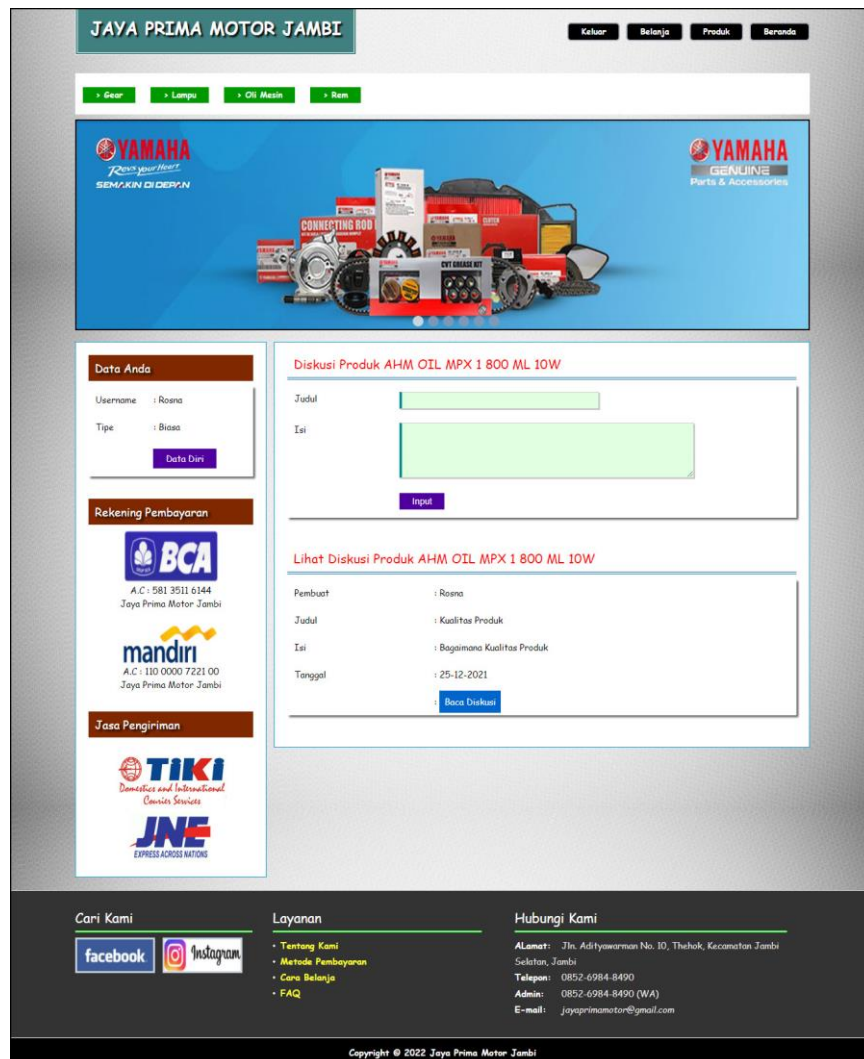 JAYA PRIMA MOTOR JAMBI
Keluar Belanja Produk Beranda
> Gear > Lampu > Oli Mesin > Rem
YAMAHA
Revs your Heart
SEMAKIN DI DEPAN
YAMAHA
GENUINE
Parts & Accessories
CONNECTING ROD
CLUTCH
CVT GREASE KIT
Data Anda
Username : Rosna
Tipe : Biasa
Data Diri
Rekening Pembayaran
BCA
A.C : 581 3511 6144
Jaya Prima Motor Jambi
mandiri
A.C : 110 0000 7221 00
Jaya Prima Motor Jambi
Jasa Pengiriman
TIKI
Domestics and International
Courier Services
JNE
EXPRESS ACROSS NATIONS
Diskusi Produk AHM OIL MPX 1 800 ML 10W
Judul
Isi
Input
Lihat Diskusi Produk AHM OIL MPX 1 800 ML 10W
Pembuat : Rosna
Judul : Kualitas Produk
Isi : Bagaimana Kualitas Produk
Tanggal : 25-12-2021
: Baca Diskusi
Cari Kami
facebook Instagram
Layanan
• Tentang Kami
• Metode Pembayaran
• Cara Belanja
• FAQ
Hubungi Kami
ALamat: Jln. Adityawarman No. 10, Thehok, Kecamatan Jambi
Selatan, Jambi
Telepon: 0852-6984-8490
Admin: 0852-6984-8490 (WA)
E-mail: jayaprimamotor@gmail.com
Copyright © 2022 Jaya Prima Motor Jambi